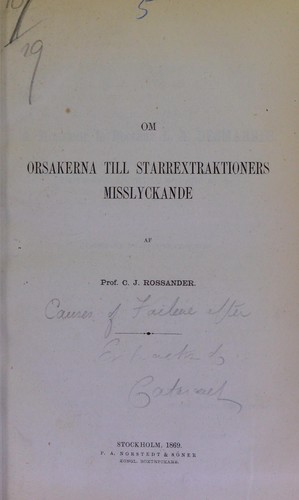 5
19
OM
ORSAKERNA TILL STARREXTRAKTIONERS
MISSLYCKANDE
AF
Prof. C. J. ROSSANDER.
Causes of Failure after
Extraction of
Cataract
STOCKHOLM, 1869.
P. A. NORSTEDT & SÖNER
KONGL. BOKTRYCKARE.